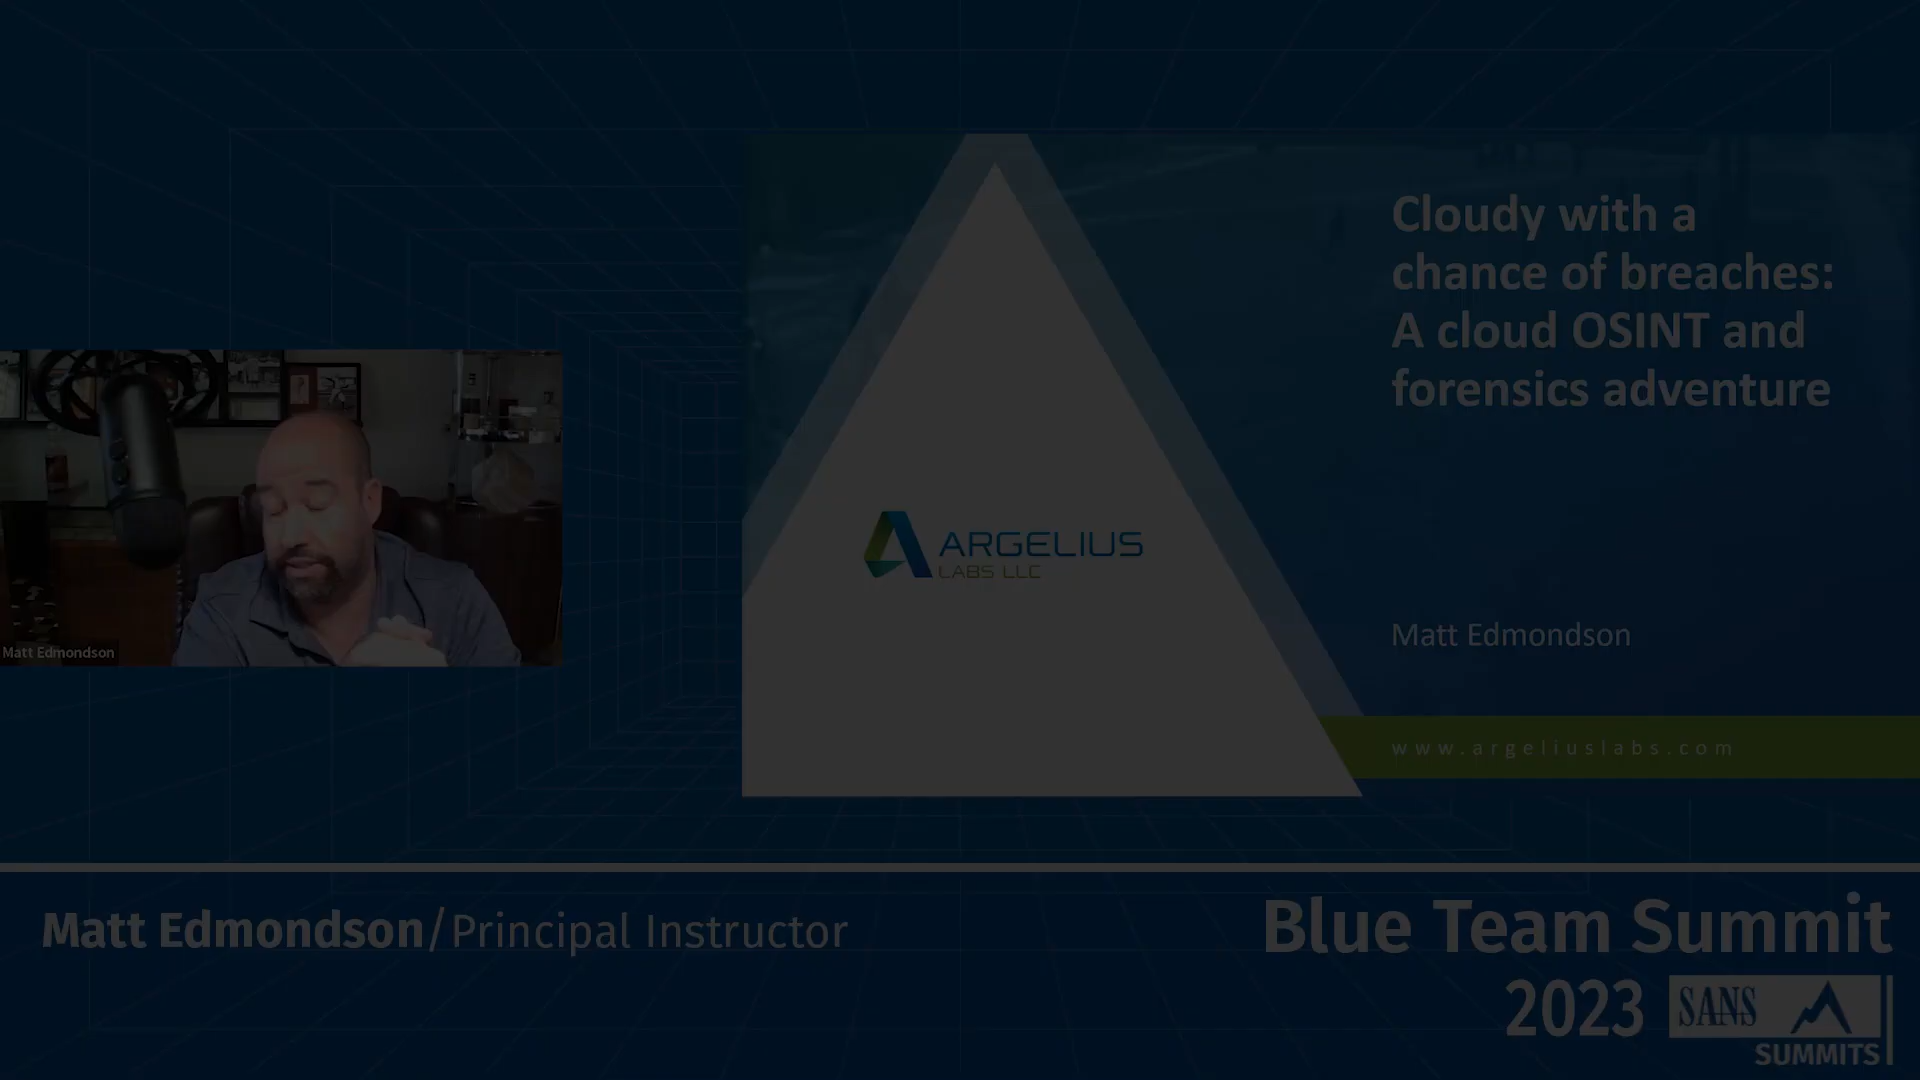 Cloudy with a
chance of breaches:
A cloud OSINT and
forensics adventure
ARGELIUS
LABS LLC
Matt Edmondson
Matt Edmondson
www.argeliuslabs.com
Matt Edmondson/Principal Instructor
Blue Team Summit
2023
SANS
SUMMITS